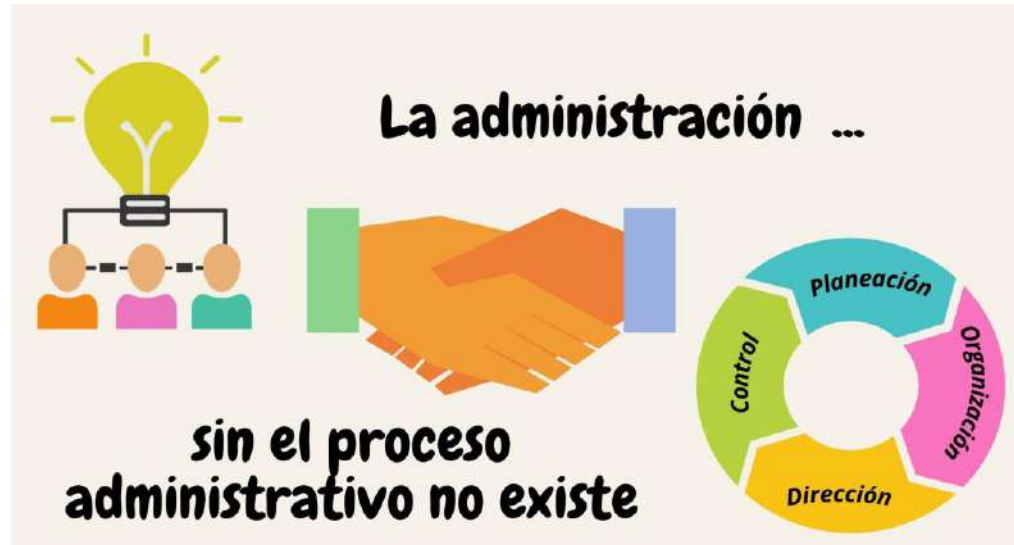 La administración ...
sin el proceso
administrativo no existe
Planeación
Organización
Dirección
Control